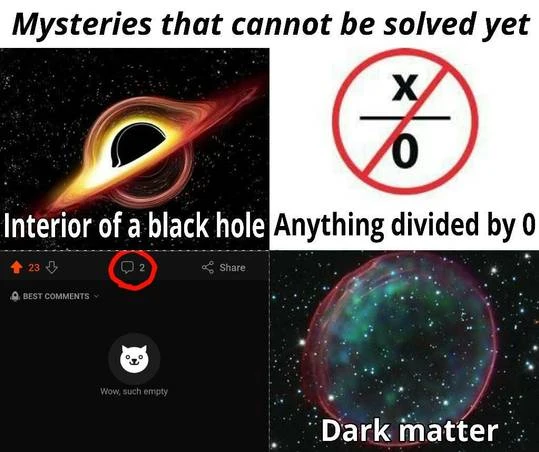 Mysteries that cannot be solved yet
x
0
Interior of a black hole
Anything divided by 0
23
2
Share
BEST COMMENTS
Wow, such empty
Dark matter